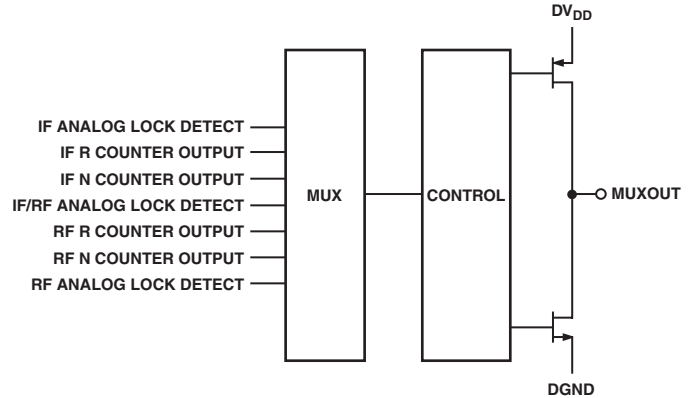 DVDD
IF ANALOG LOCK DETECT
IF R COUNTER OUTPUT
IF N COUNTER OUTPUT
IF/RF ANALOG LOCK DETECT
RF R COUNTER OUTPUT
RF N COUNTER OUTPUT
RF ANALOG LOCK DETECT
MUX
CONTROL
MUXOUT
DGND